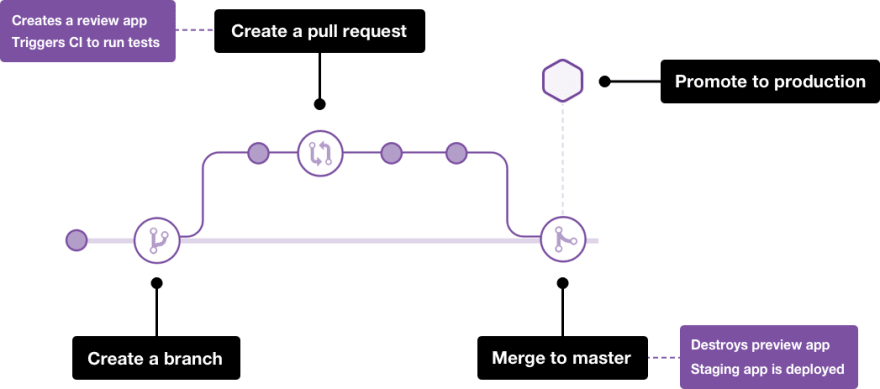 Creates a review app
Triggers CI to run tests
Create a pull request
Promote to production
Create a branch
Merge to master
Destroys preview app
Staging app is deployed